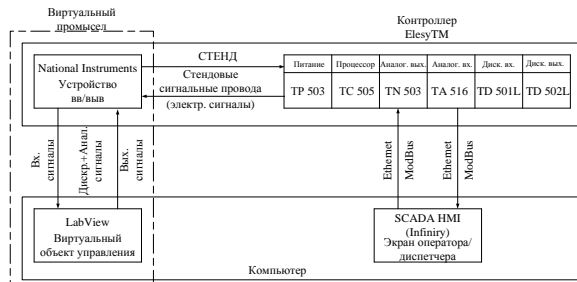 Виртуальный
промысел
Контроллер
ElesyTM
СТЕНД
National Instruments
Устройство
вв/выв
Стендовые
сигнальные провода
(электр. сигналы)
Питание
Процессор
Аналог. вых.
Аналог. вх.
Диск. вх.
Диск. вых.
TP 503
TC 505
TN 503
TA 516
TD 501L
TD 502L
Вх.
сигналы
Дискр.+Анал.
сигналы
Вых.
сигналы
Ethernet
ModBus
Ethernet
ModBus
LabView
Виртуальный
объект управления
SCADA HMI
(Infiniry)
Экран оператора/
диспетчера
Компьютер